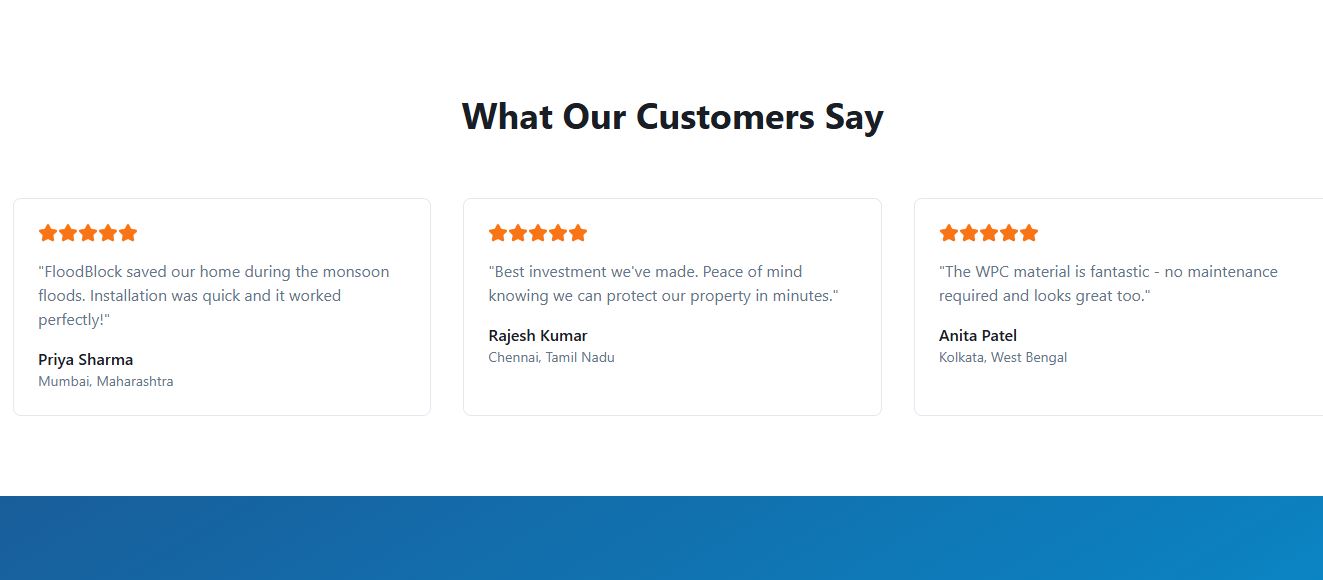 What Our Customers Say
"FloodBlock saved our home during the monsoon
floods. Installation was quick and it worked
perfectly!"
Priya Sharma
Mumbai, Maharashtra
"Best investment we've made. Peace of mind
knowing we can protect our property in minutes."
Rajesh Kumar
Chennai, Tamil Nadu
"The WPC material is fantastic - no maintenance
required and looks great too."
Anita Patel
Kolkata, West Bengal